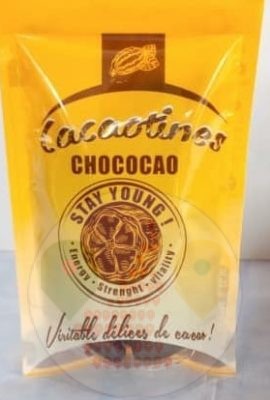 Cacaotines
CHOCOCAO
STAY YOUNG !
• Energy • Strenght • Vitality •
Véritable délices de cacao !